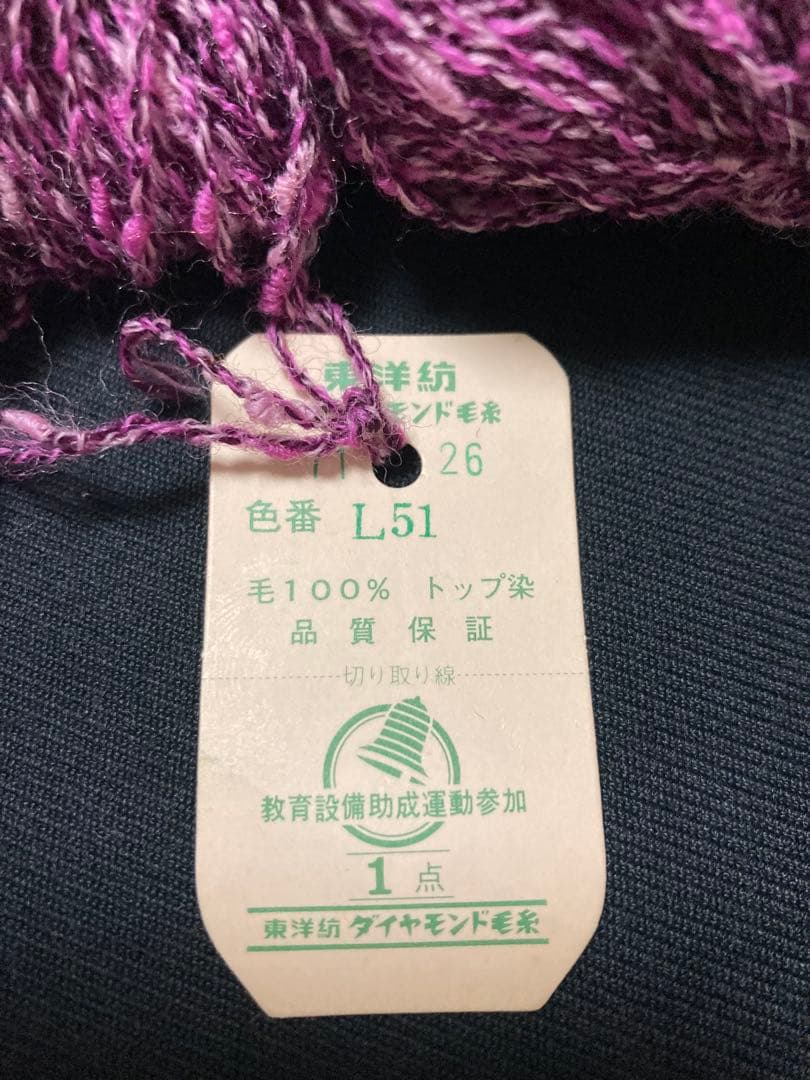 東洋紡
モンド毛糸
26
色番 L51
毛100% トップ染
品質保証
切り取り線
教育設備助成運動参加
1点
東洋紡 ダイヤモンド毛糸